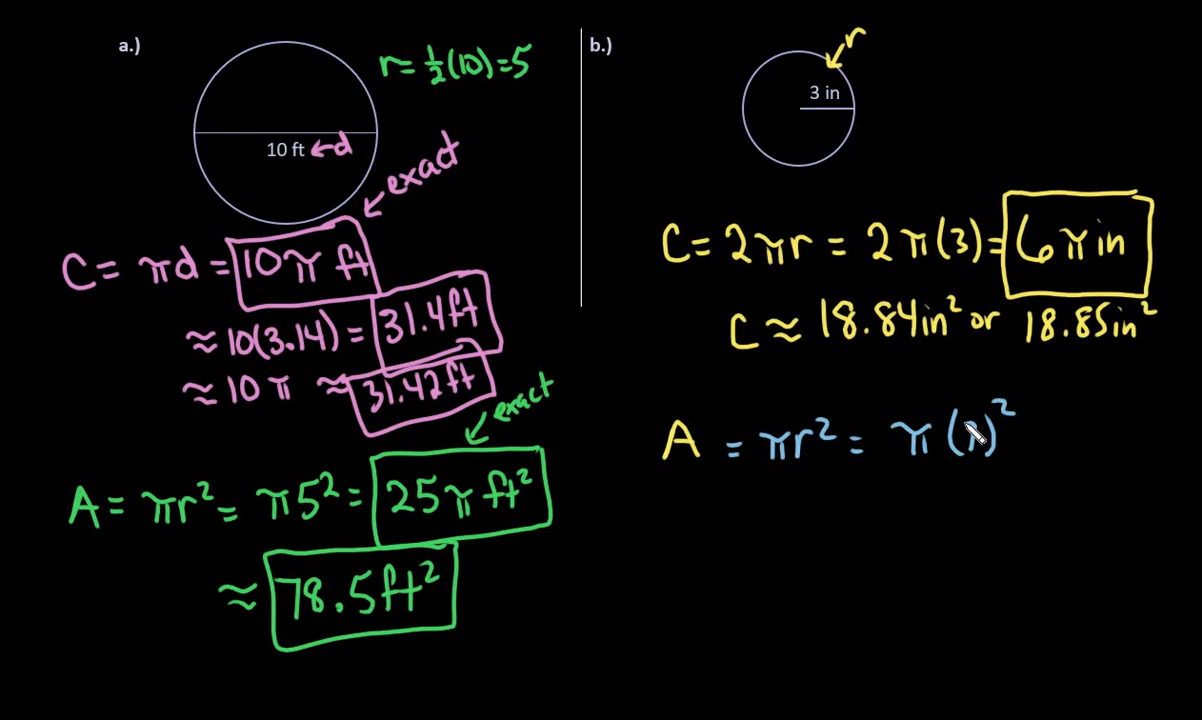 a.)
r = 1/2(10) = 5
10 ft ← d
exact
C = πd = 10π ft
≈ 10(3.14) = 31.4ft
≈ 10π ≈ 31.42ft
exact
A = πr² = π5² = 25π ft²
≈ 78.5ft²
b.)
r
3 in
C = 2πr = 2π(3) = 6π in
C ≈ 18.84in² or 18.85in²
A = πr² = π( )²